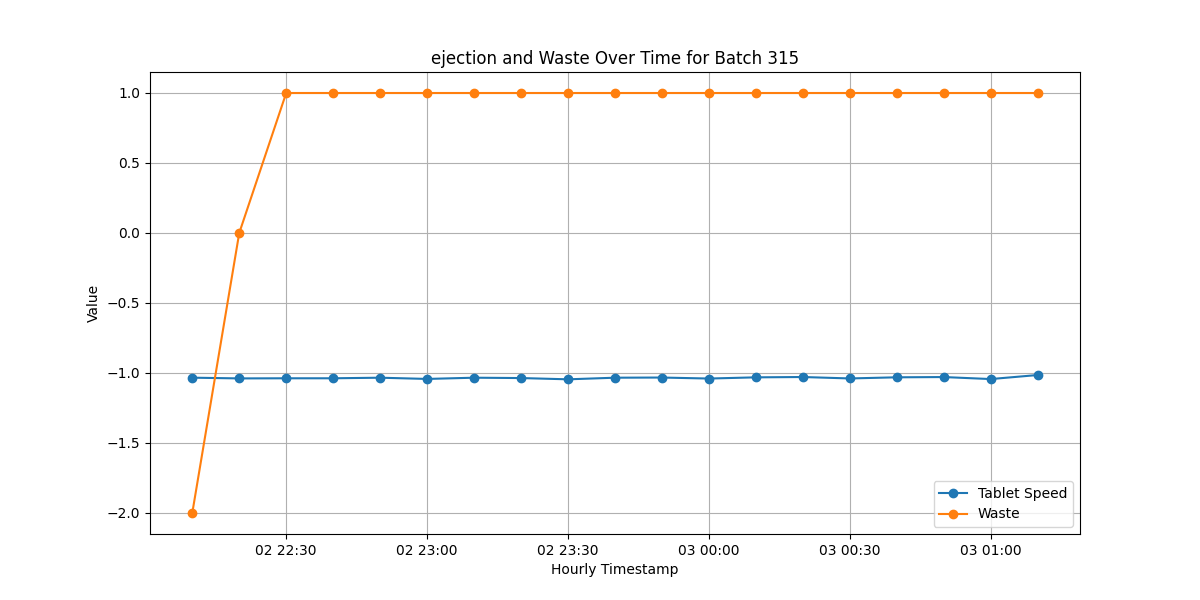 ejection and Waste Over Time for Batch 315
1.0
0.5
0.0
−0.5
−1.0
−1.5
−2.0
Value
Tablet Speed
Waste
02 22:30 02 23:00 02 23:30 03 00:00 03 00:30 03 01:00
Hourly Timestamp